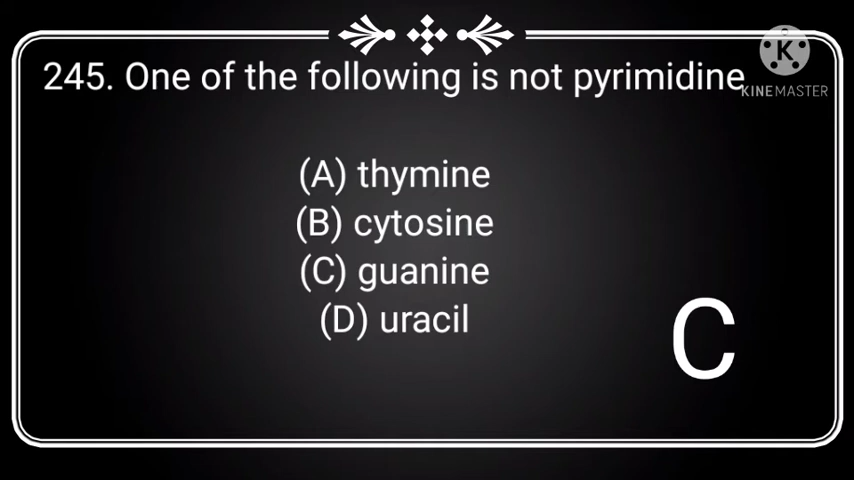 245. One of the following is not pyrimidine
K
KINEMASTER
(A) thymine
(B) cytosine
(C) guanine
(D) uracil
C